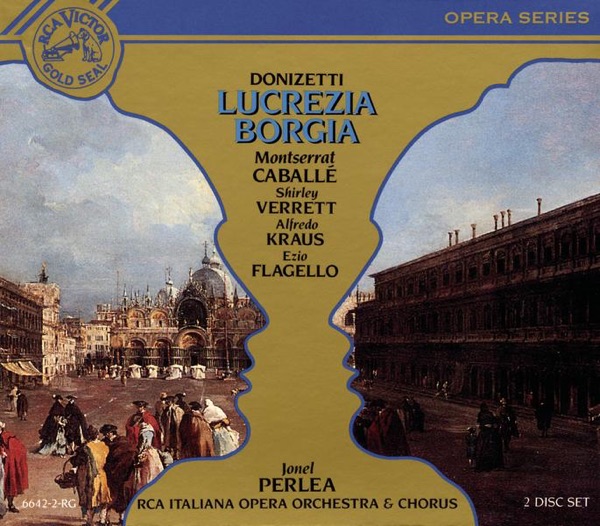 RCA VICTOR
GOLD SEAL
OPERA SERIES
DONIZETTI
LUCREZIA
BORGIA
Montserrat
CABALLÉ
Shirley
VERRETT
Alfredo
KRAUS
Ezio
FLAGELLO
Jonel
PERLEA
RCA ITALIANA OPERA ORCHESTRA & CHORUS
6642-2-RG
2 DISC SET